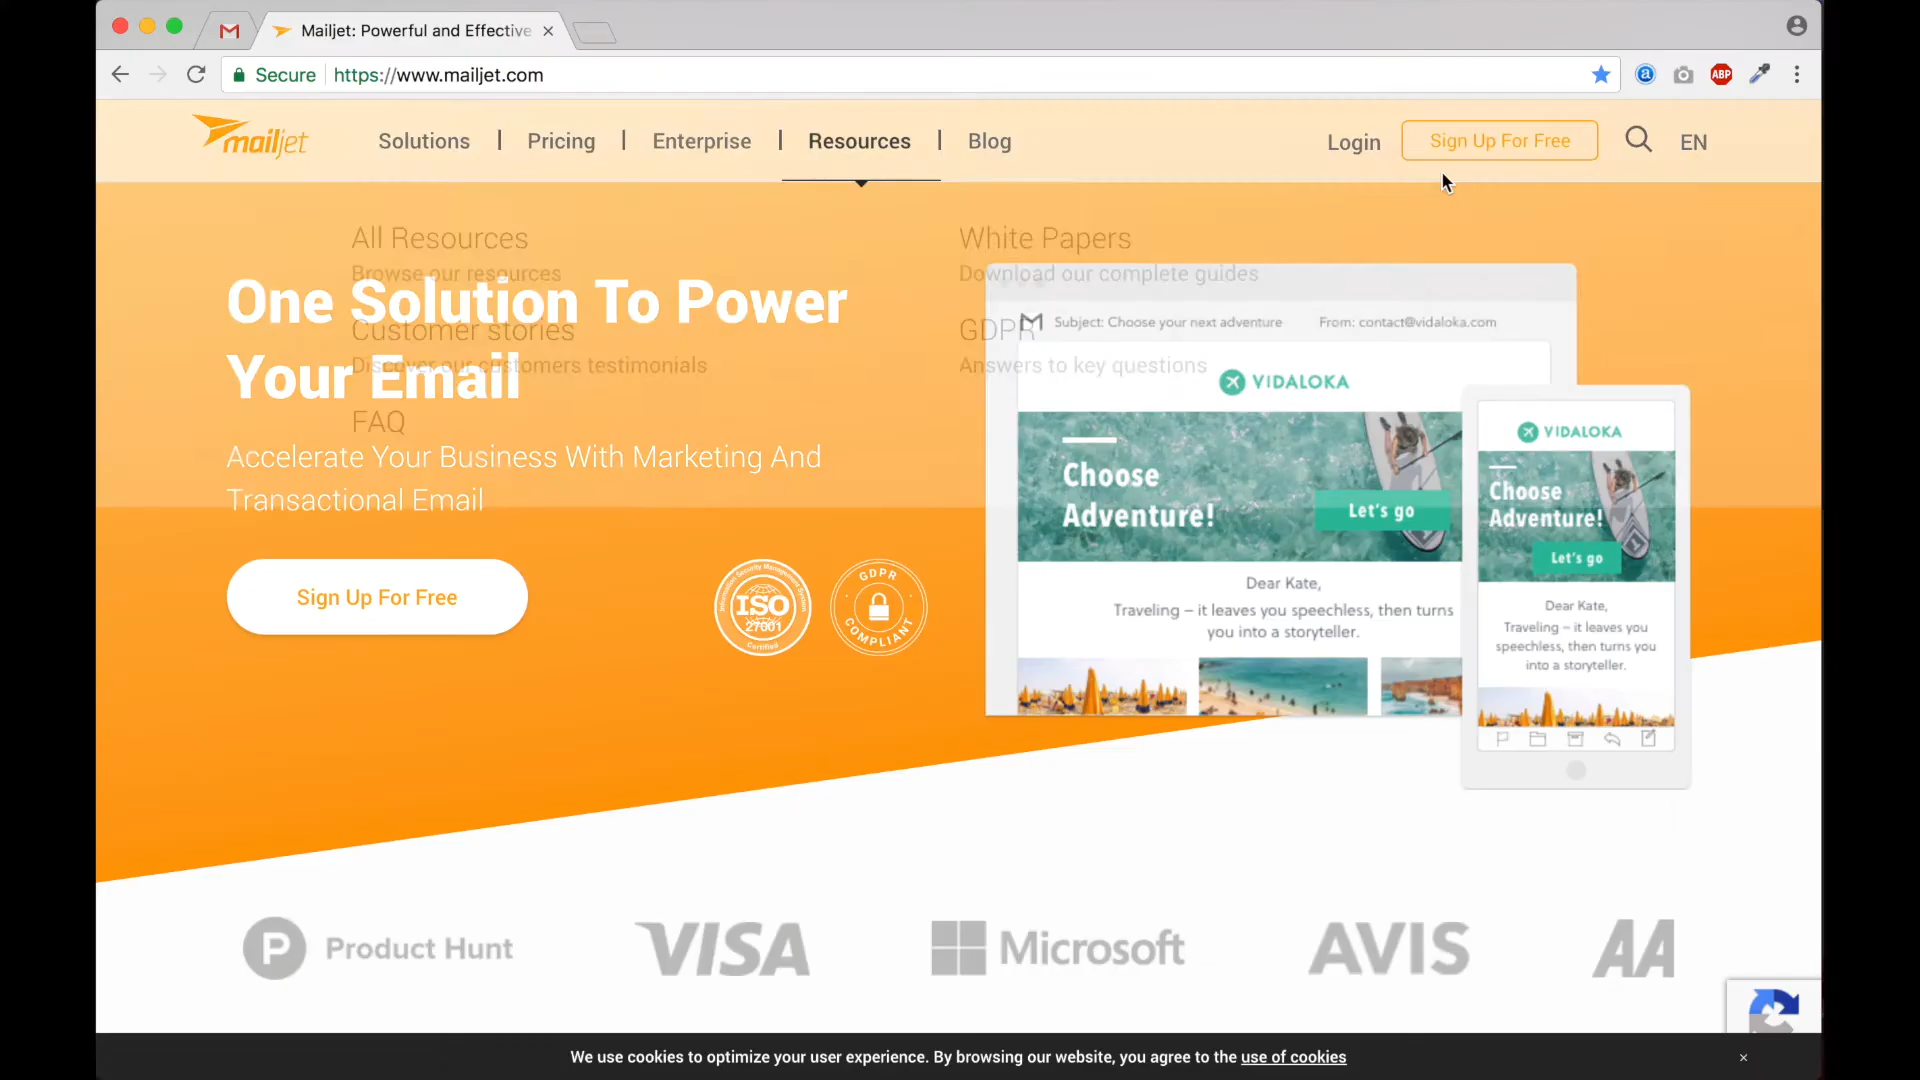 Mailjet: Powerful and Effective
Secure https://www.mailjet.com
a ABP
mailjet Solutions | Pricing | Enterprise | Resources | Blog Login Sign Up For Free EN
All Resources
Browse our resources
White Papers
Download our complete guides
One Solution To Power
Your Email
Customer stories
Discover our customers testimonials
GDPR
Answers to key questions
FAQ
Accelerate Your Business With Marketing And
Transactional Email
Sign Up For Free
Information Security Management System
ISO
27001
Certified
GDPR
COMPLIANT
Subject: Choose your next adventure From: contact@vidaloka.com
VIDALOKA
Choose
Adventure!
Let's go
Dear Kate,
Traveling – it leaves you speechless, then turns
you into a storyteller.
VIDALOKA
Choose
Adventure!
Let's go
Dear Kate,
Traveling – it leaves you
speechless, then turns you
into a storyteller.
Product Hunt VISA Microsoft AVIS AA
We use cookies to optimize your user experience. By browsing our website, you agree to the use of cookies ×